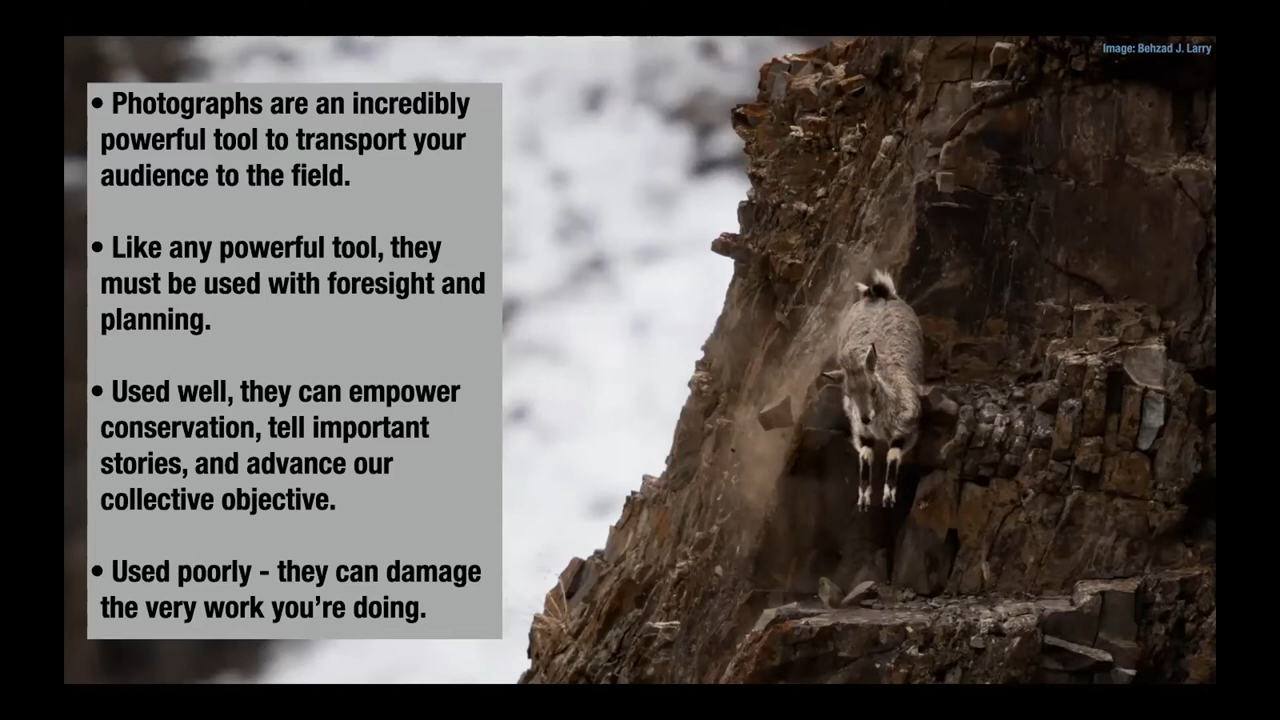 Image: Behzad J. Larry
• Photographs are an incredibly
powerful tool to transport your
audience to the field.
• Like any powerful tool, they
must be used with foresight and
planning.
• Used well, they can empower
conservation, tell important
stories, and advance our
collective objective.
• Used poorly - they can damage
the very work you’re doing.